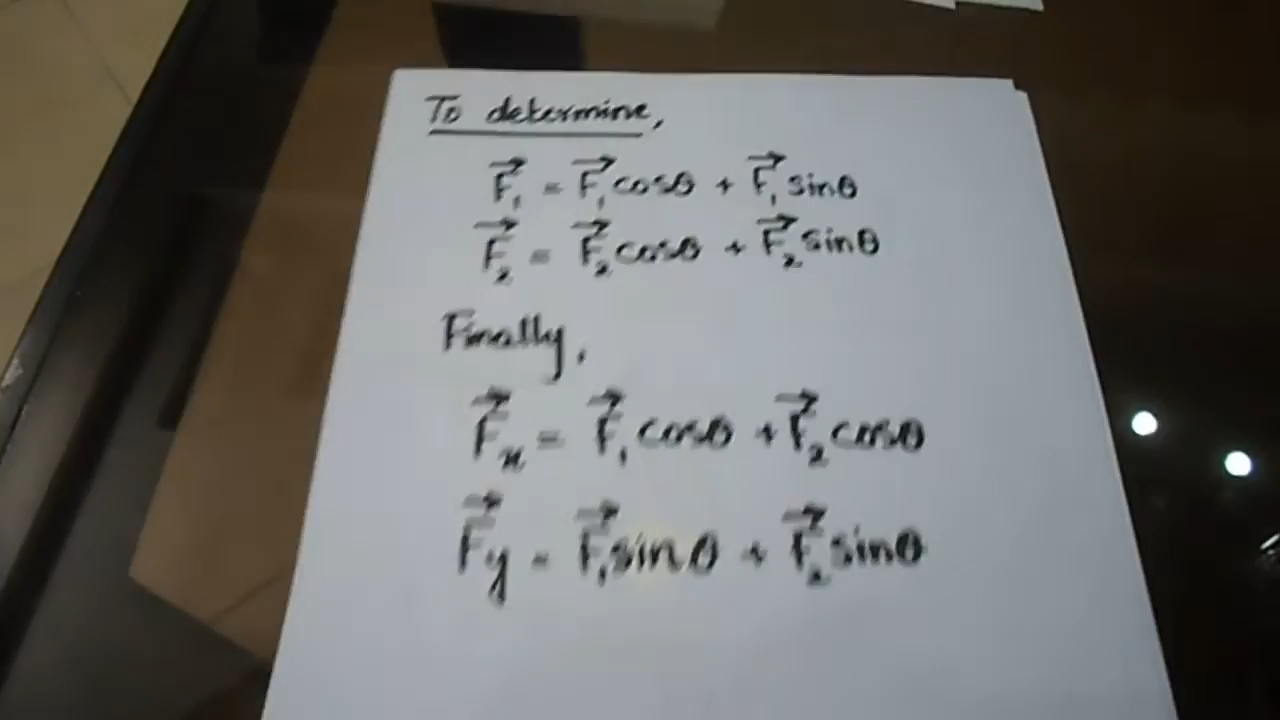 To determine,
F⃗₁ = F⃗₁cosθ + F⃗₁sinθ
F⃗₂ = F⃗₂cosθ + F⃗₂sinθ
Finally,
F⃗ₓ = F⃗₁cosθ + F⃗₂cosθ
F⃗y = F⃗₁sinθ + F⃗₂sinθ